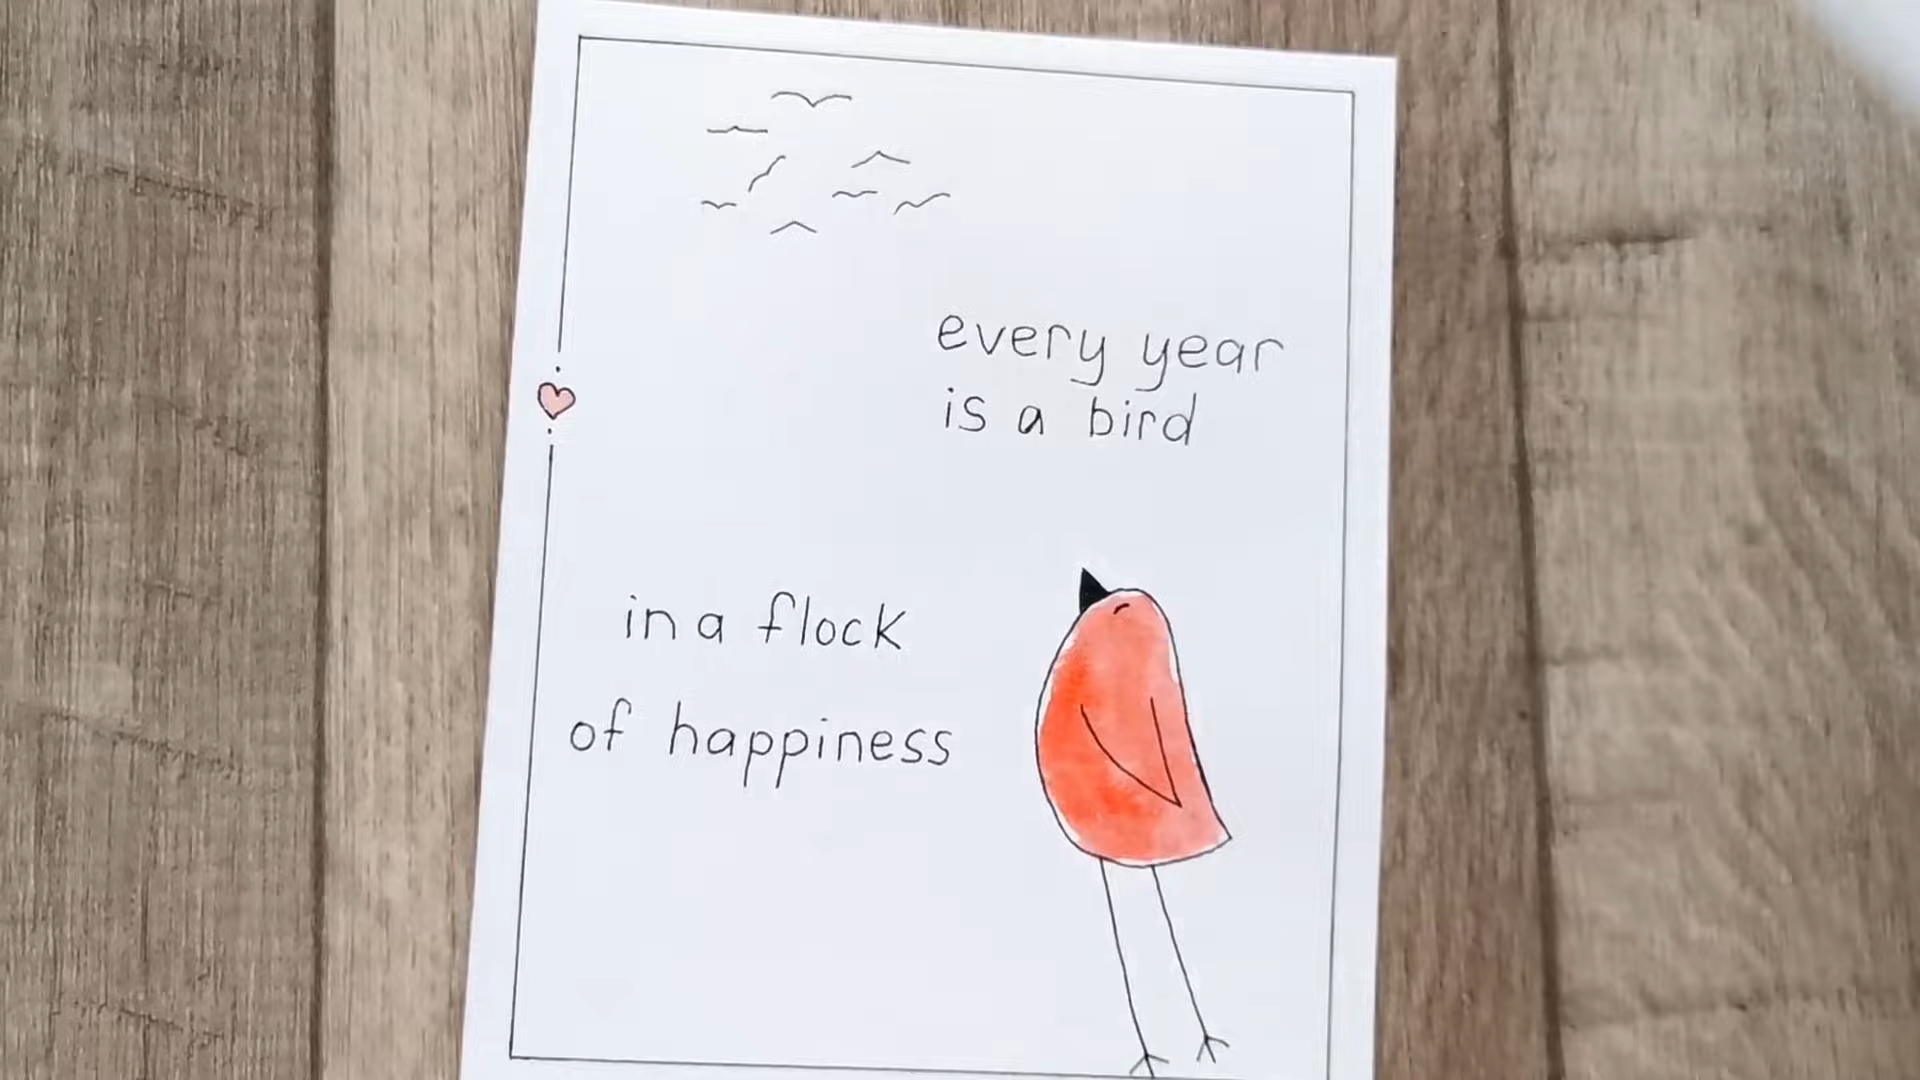 every year
is a bird
in a flock
of happiness